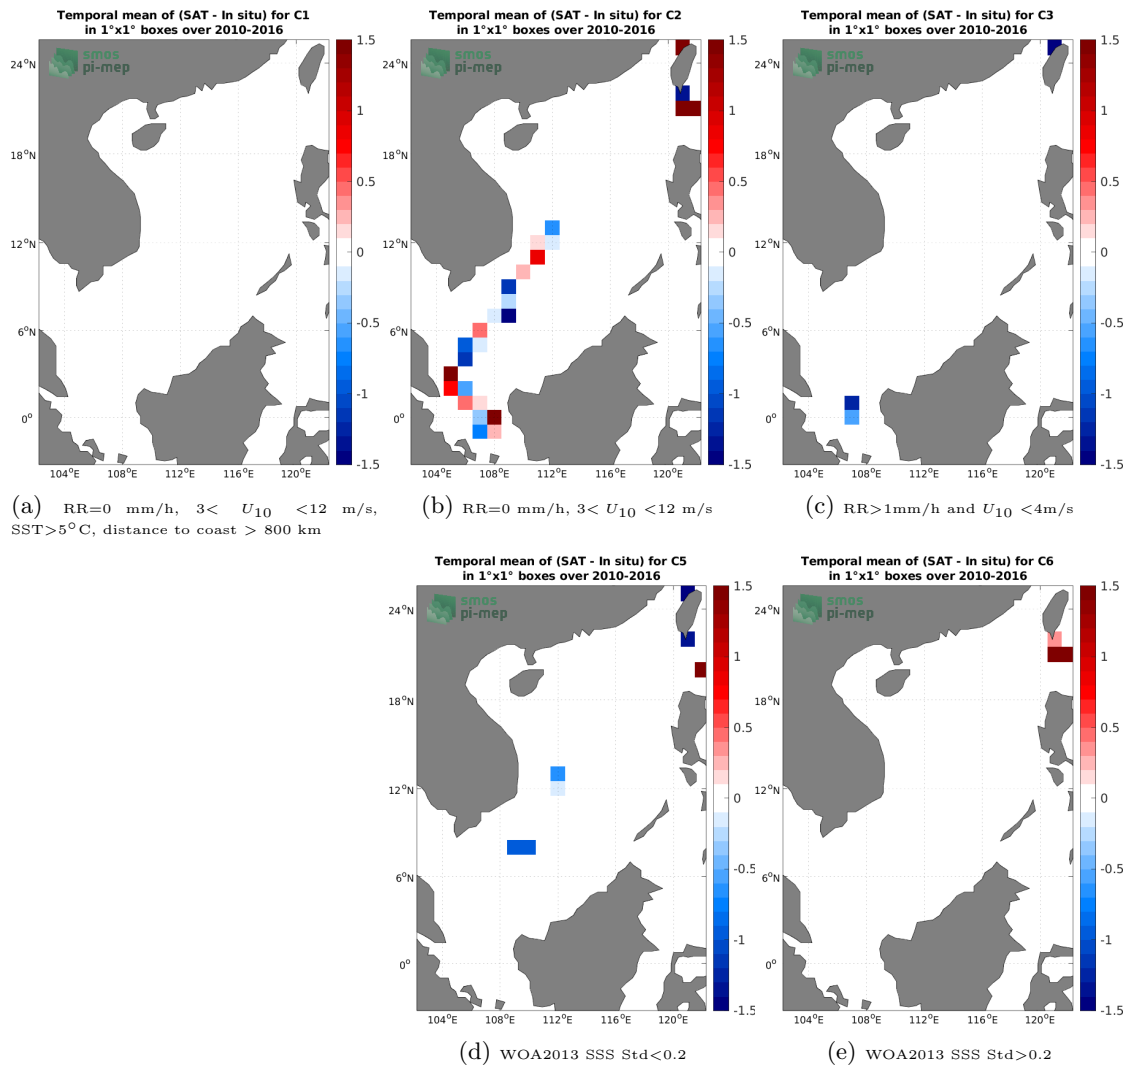 Temporal mean of (SAT - In situ) for C1
in 1°x1° boxes over 2010-2016
smos
pi-mep
24°N
18°N
12°N
6°N
0°
104°E 108°E 112°E 116°E 120°E
1.5
1
0.5
0
-0.5
-1
-1.5
(a) RR=0 mm/h, 3< U10 <12 m/s,
SST>5°C, distance to coast > 800 km
Temporal mean of (SAT - In situ) for C2
in 1°x1° boxes over 2010-2016
smos
pi-mep
24°N
18°N
12°N
6°N
0°
104°E 108°E 112°E 116°E 120°E
1.5
1
0.5
0
-0.5
-1
-1.5
(b) RR=0 mm/h, 3< U10 <12 m/s
Temporal mean of (SAT - In situ) for C3
in 1°x1° boxes over 2010-2016
smos
pi-mep
24°N
18°N
12°N
6°N
0°
104°E 108°E 112°E 116°E 120°E
1.5
1
0.5
0
-0.5
-1
-1.5
(c) RR>1mm/h and U10 <4m/s
Temporal mean of (SAT - In situ) for C5
in 1°x1° boxes over 2010-2016
smos
pi-mep
24°N
18°N
12°N
6°N
0°
104°E 108°E 112°E 116°E 120°E
1.5
1
0.5
0
-0.5
-1
-1.5
(d) WOA2013 SSS Std<0.2
Temporal mean of (SAT - In situ) for C6
in 1°x1° boxes over 2010-2016
smos
pi-mep
24°N
18°N
12°N
6°N
0°
104°E 108°E 112°E 116°E 120°E
1.5
1
0.5
0
-0.5
-1
-1.5
(e) WOA2013 SSS Std>0.2